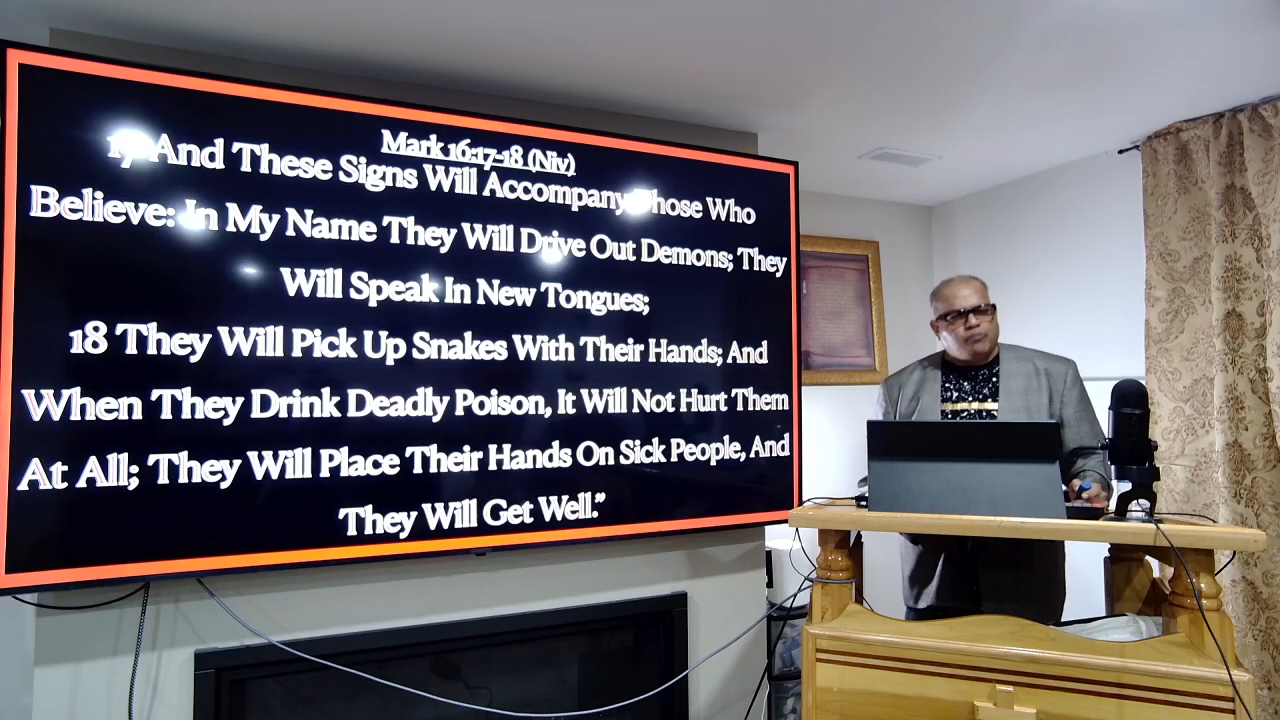 Mark 16:17-18 (Niv)
17 And These Signs Will Accompany Those Who
Believe: In My Name They Will Drive Out Demons; They
Will Speak In New Tongues;
18 They Will Pick Up Snakes With Their Hands; And
When They Drink Deadly Poison, It Will Not Hurt Them
At All; They Will Place Their Hands On Sick People, And
They Will Get Well.”